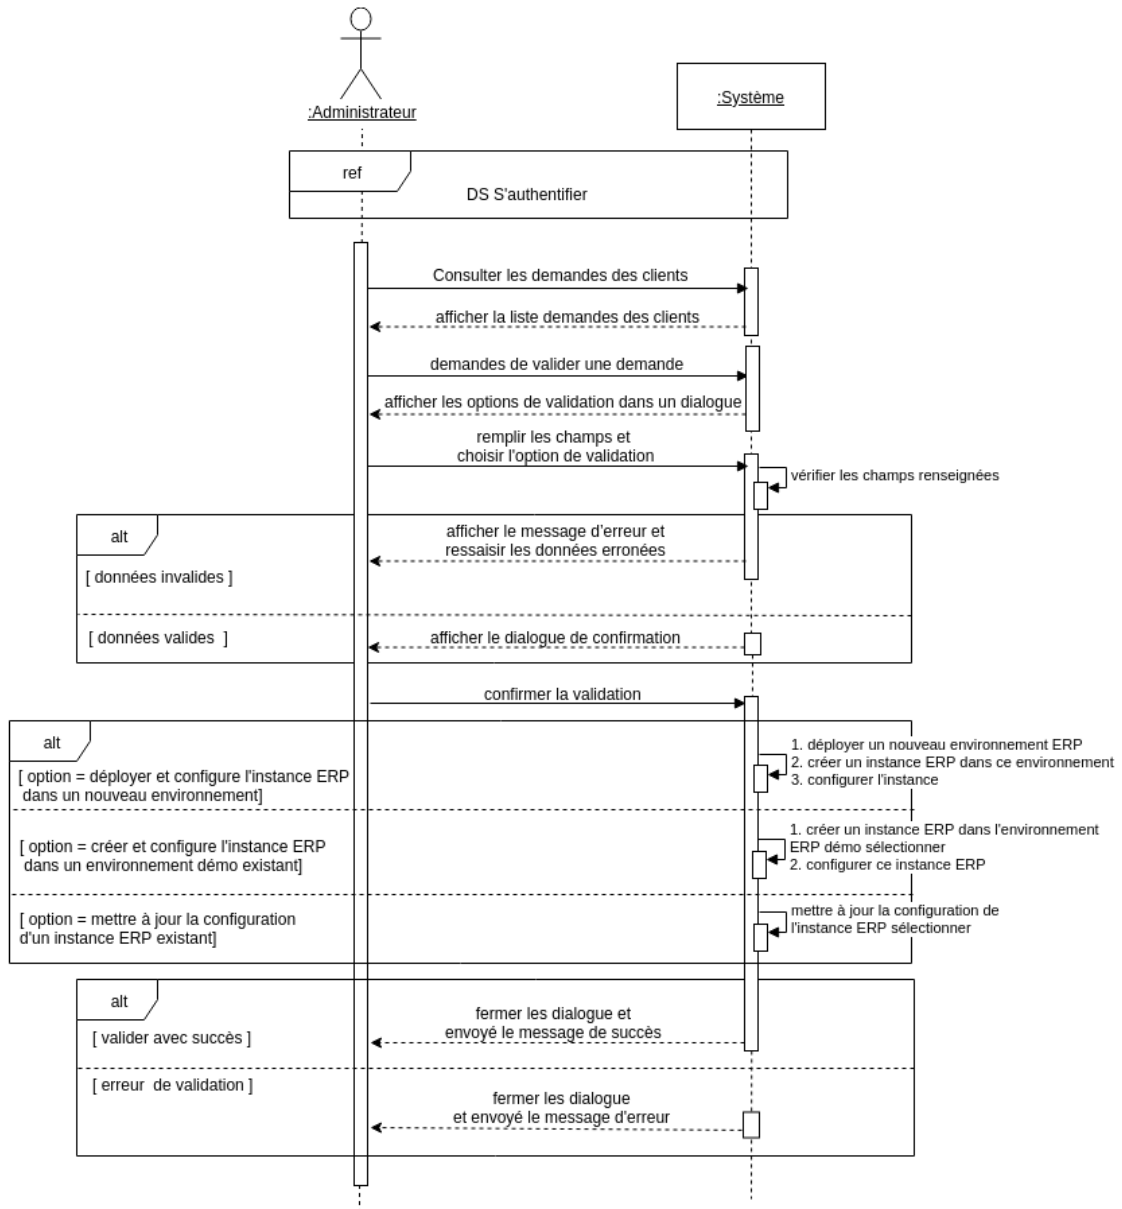 :Administrateur
:Système
ref
DS S'authentifier
Consulter les demandes des clients
afficher la liste demandes des clients
demandes de valider une demande
afficher les options de validation dans un dialogue
remplir les champs et
choisir l'option de validation
vérifier les champs renseignées
alt
afficher le message d'erreur et
ressaisir les données erronées
[ données invalides ]
[ données valides ]
afficher le dialogue de confirmation
confirmer la validation
alt
[ option = déployer et configure l'instance ERP
dans un nouveau environnement]
1. déployer un nouveau environment ERP
2. créer un instance ERP dans ce environment
3. configurer l'instance
[ option = créer et configure l'instance ERP
dans un environnement démo existant]
1. créer un instance ERP dans l'environnement
ERP démo sélectionner
2. configurer ce instance ERP
[ option = mettre à jour la configuration
d'un instance ERP existant]
mettre à jour la configuration de
l'instance ERP sélectionner
alt
[ valider avec succès ]
fermer les dialogue et
envoyé le message de succès
[ erreur de validation ]
fermer les dialogue
et envoyé le message d'erreur